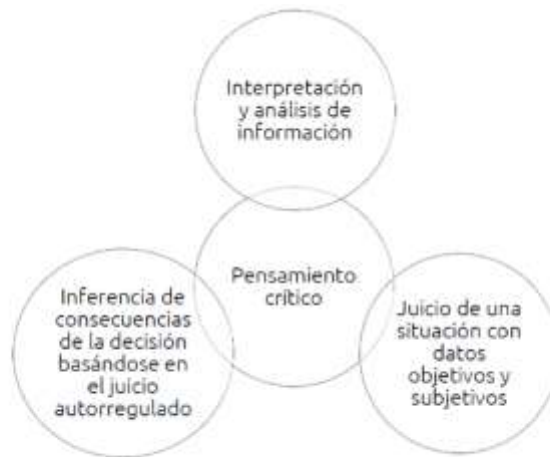 Interpretación
y análisis de
información
Pensamiento
crítico
Inferencia de
consecuencias
de la decisión
basándose en
el juicio
autorregulado
Juicio de una
situación con
datos
objetivos y
subjetivos